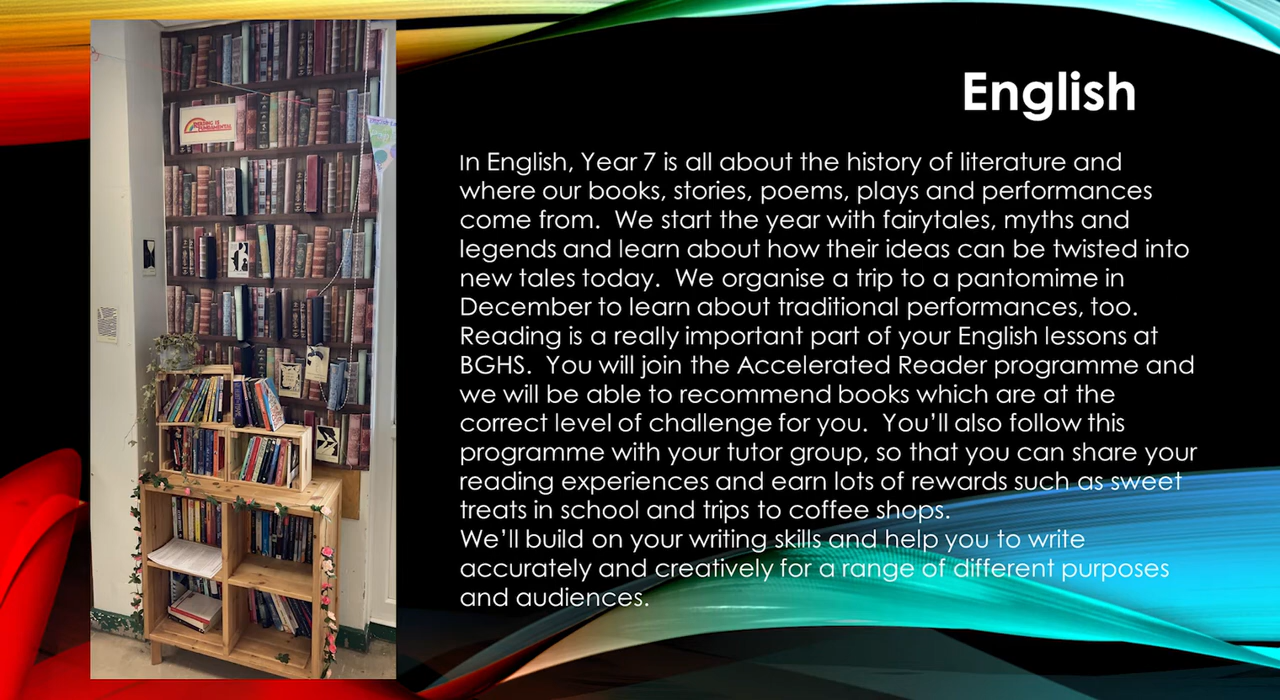 English
In English, Year 7 is all about the history of literature and
where our books, stories, poems, plays and performances
come from.  We start the year with fairytales, myths and
legends and learn about how their ideas can be twisted into
new tales today.  We organise a trip to a pantomime in
December to learn about traditional performances, too.
Reading is a really important part of your English lessons at
BGHS.  You will join the Accelerated Reader programme and
we will be able to recommend books which are at the
correct level of challenge for you.  You’ll also follow this
programme with your tutor group, so that you can share your
reading experiences and earn lots of rewards such as sweet
treats in school and trips to coffee shops.
We’ll build on your writing skills and help you to write
accurately and creatively for a range of different purposes
and audiences.
READING IS
FUNDAMENTAL